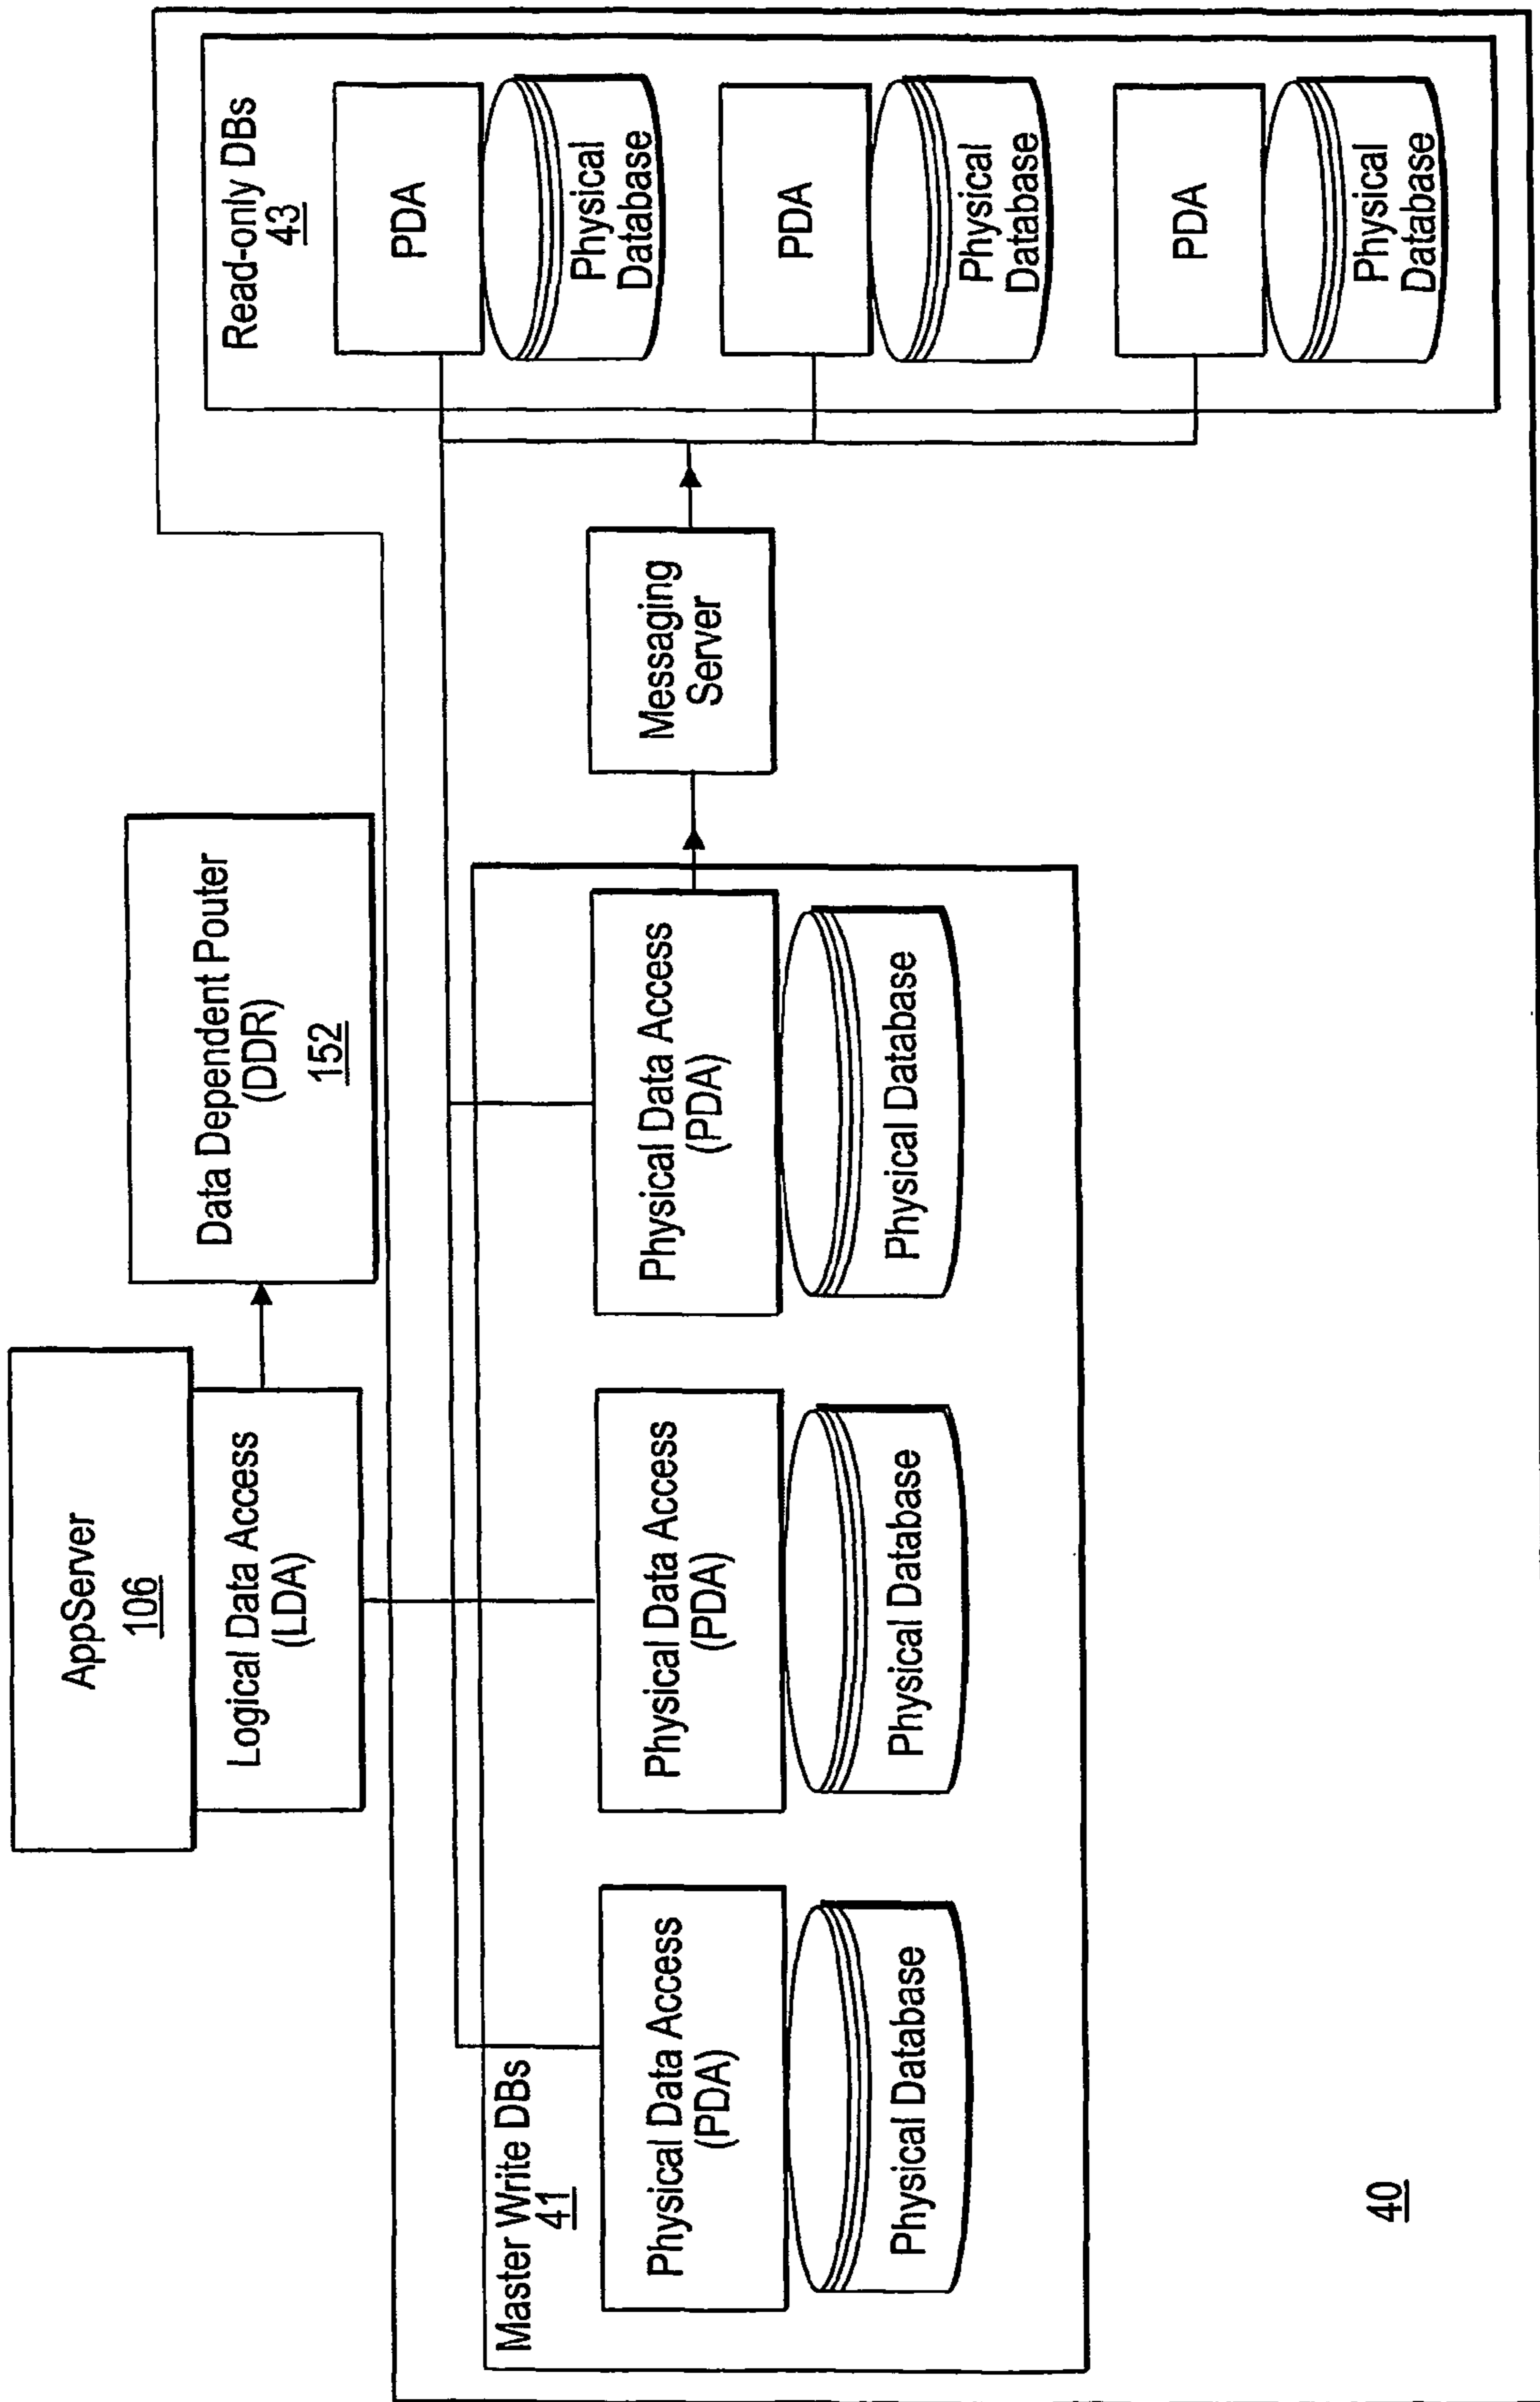 AppServer
106
Logical Data Access
(LDA)
Data Dependent Pouter
(DDR)
152
Master Write DBs
41
Physical Data Access
(PDA)
Physical Database
Physical Data Access
(PDA)
Physical Database
Physical Data Access
(PDA)
Physical Database
Messaging
Server
Read-only DBs
43
PDA
Physical
Database
PDA
Physical
Database
PDA
Physical
Database
40